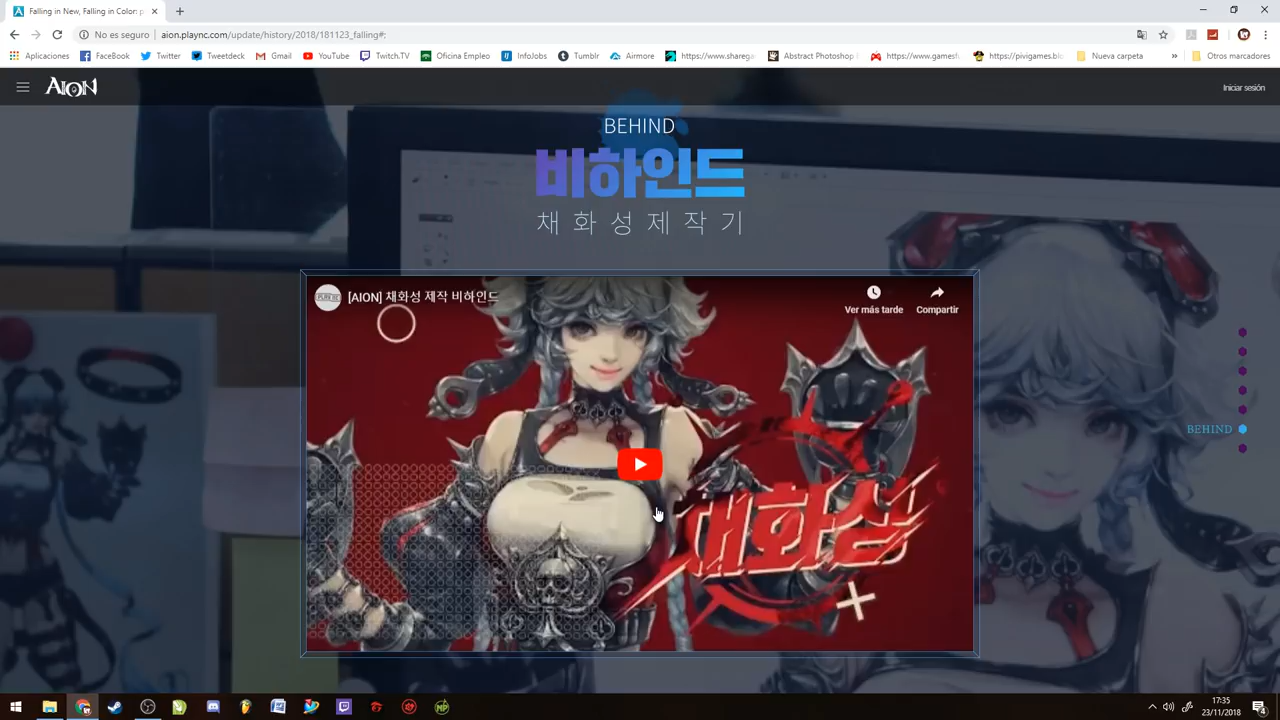 Falling in New, Falling in Color: p
No es seguro | aion.plaync.com/update/history/2018/181123_falling#:
Aplicaciones FaceBook Twitter Tweetdeck Gmail YouTube Twitch.TV Oficina Empleo InfoJobs Tumblr Airmore https://www.sharega Abstract Photoshop https://www.gamesf https://pivigames.blo Nueva carpeta » Otros marcadores
AION Iniciar sesión
BEHIND
비하인드
채화성제작기
[AION] 채화성 제작 비하인드
Ver más tarde Compartir
BEHIND
채화성
17:35
23/11/2018
4